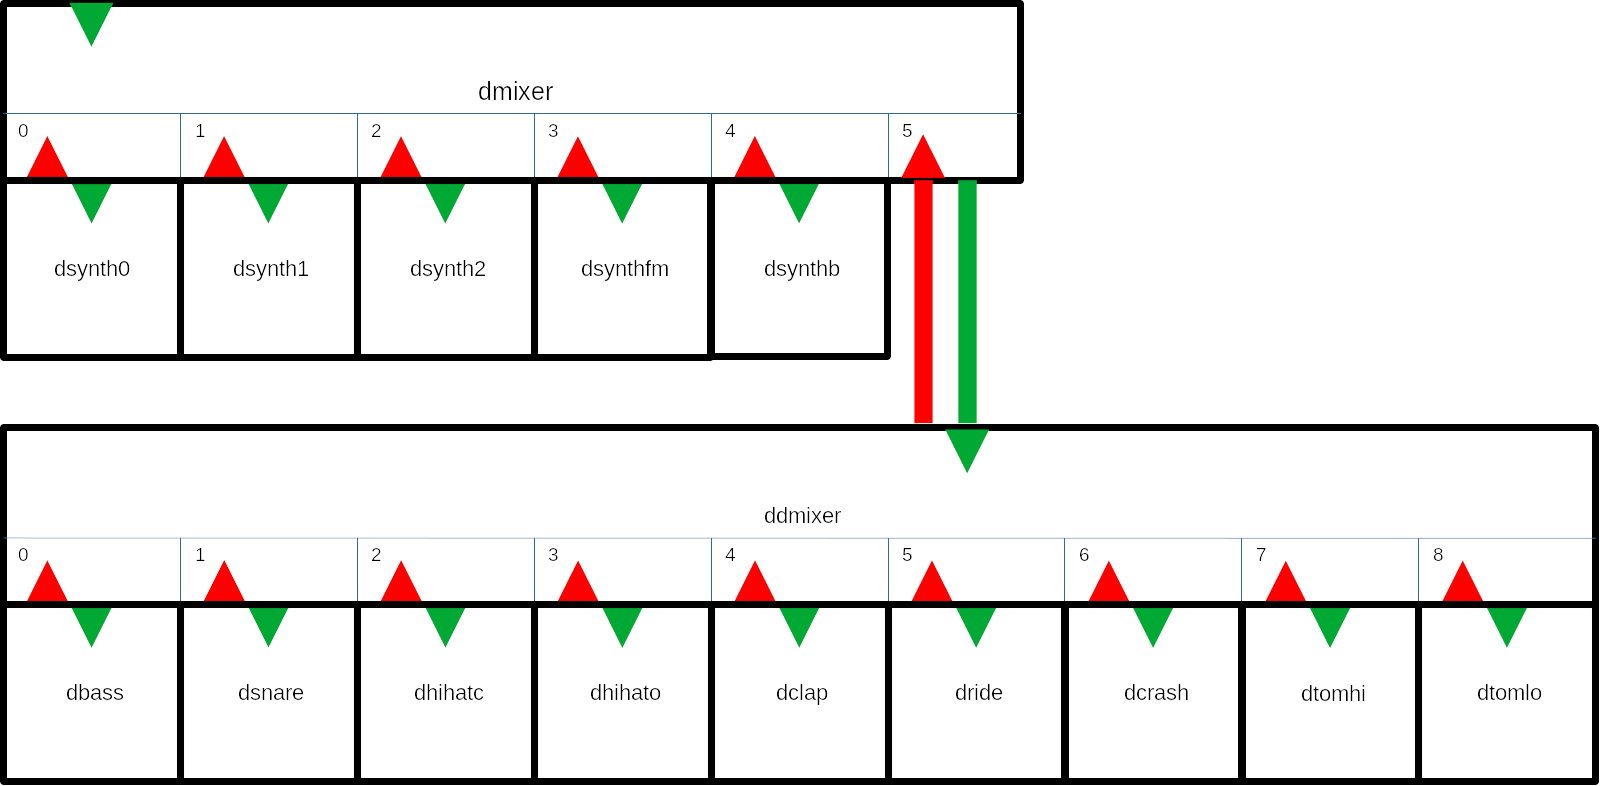 dmixer
0 1 2 3 4 5
dsynth0 dsynth1 dsynth2 dsynthfm dsynthb
ddmixer
0 1 2 3 4 5 6 7 8
dbass dsnare dhihatc dhihato dclap dride dcrash dtomhi dtomlo